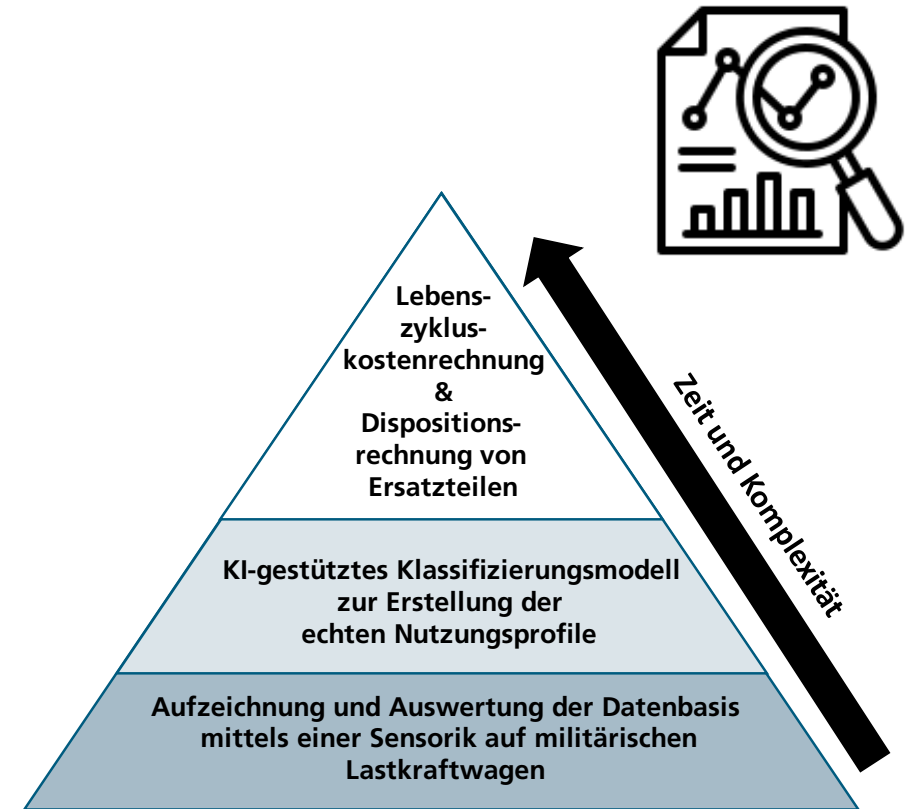 Lebens-
zyklus-
kostenrechnung
&
Dispositions-
rechnung von
Ersatzteilen
Zeit und Komplexität
KI-gestütztes Klassifizierungsmodell
zur Erstellung der
echten Nutzungsprofile
Aufzeichnung und Auswertung der Datenbasis
mittels einer Sensorik auf militärischen
Lastkraftwagen